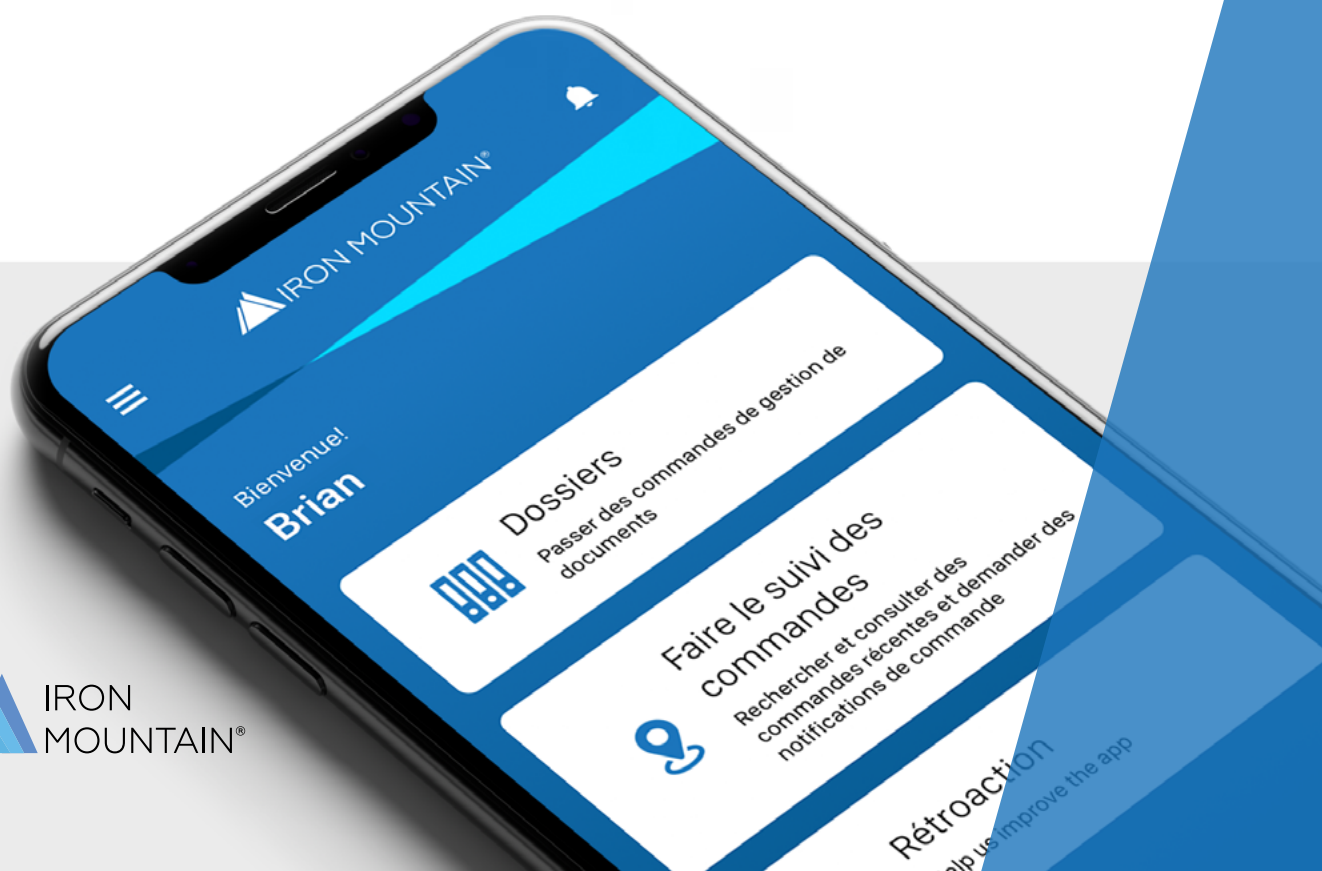 IRON MOUNTAIN®
Bienvenue!
Brian
Dossiers
Passer des commandes de gestion de
documents
Faire le suivi des
commandes
Rechercher et consulter des
commandes récentes et demander des
notifications de commande
Rétroaction
us improve the app
IRON
MOUNTAIN®